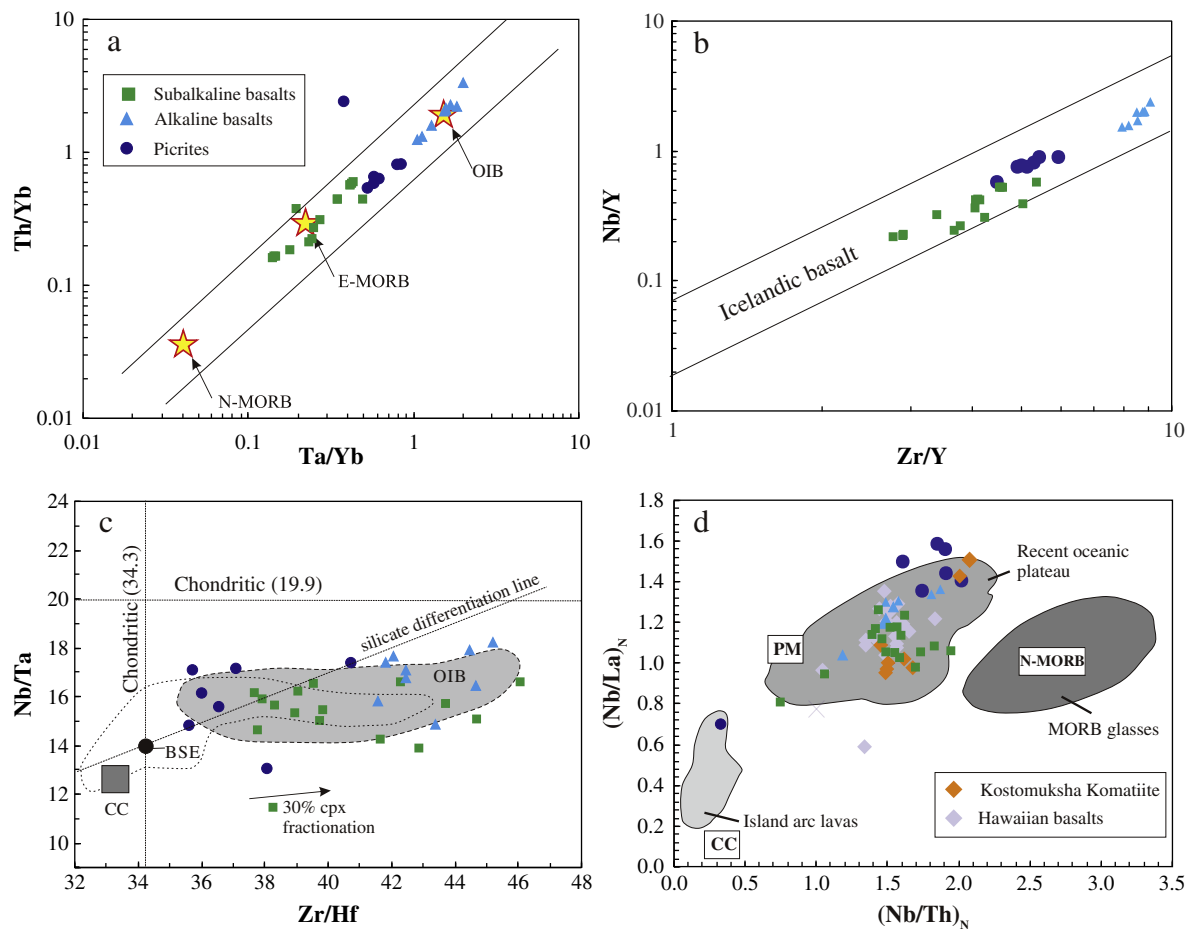 a
10
1
0.1
0.01
Th/Yb
Subalkaline basalts
Alkaline basalts
Picrites
OIB
E-MORB
N-MORB
0.01
0.1
1
10
Ta/Yb
b
10
1
0.1
0.01
Nb/Y
Icelandic basalt
1
10
Zr/Y
c
24
22
20
18
16
14
12
10
9
Nb/Ta
Chondritic (34.3)
Chondritic (19.9)
silicate differentiation line
OIB
BSE
CC
30% cpx
fractionation
32
34
36
38
40
42
44
46
48
Zr/Hf
d
1.8
1.6
1.4
1.2
1.0
0.8
0.6
0.4
0.2
0.0
(Nb/La)N
Recent oceanic
plateau
PM
N-MORB
MORB glasses
Kostomuksha Komatiite
Hawaiian basalts
Island arc lavas
CC
0.0
0.5
1.0
1.5
2.0
2.5
3.0
3.5
(Nb/Th)N